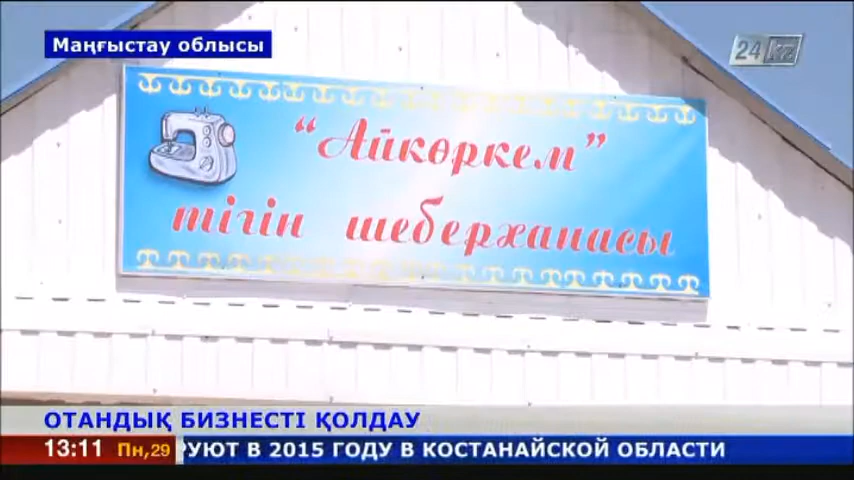 Маңғыстау облысы
24 kz
"Айкөркем"
тігін шеберханасы
ОТАНДЫҚ БИЗНЕСТІ ҚОЛДАУ
13:11 Пн,29 РУЮТ В 2015 ГОДУ В КОСТАНАЙСКОЙ ОБЛАСТИ